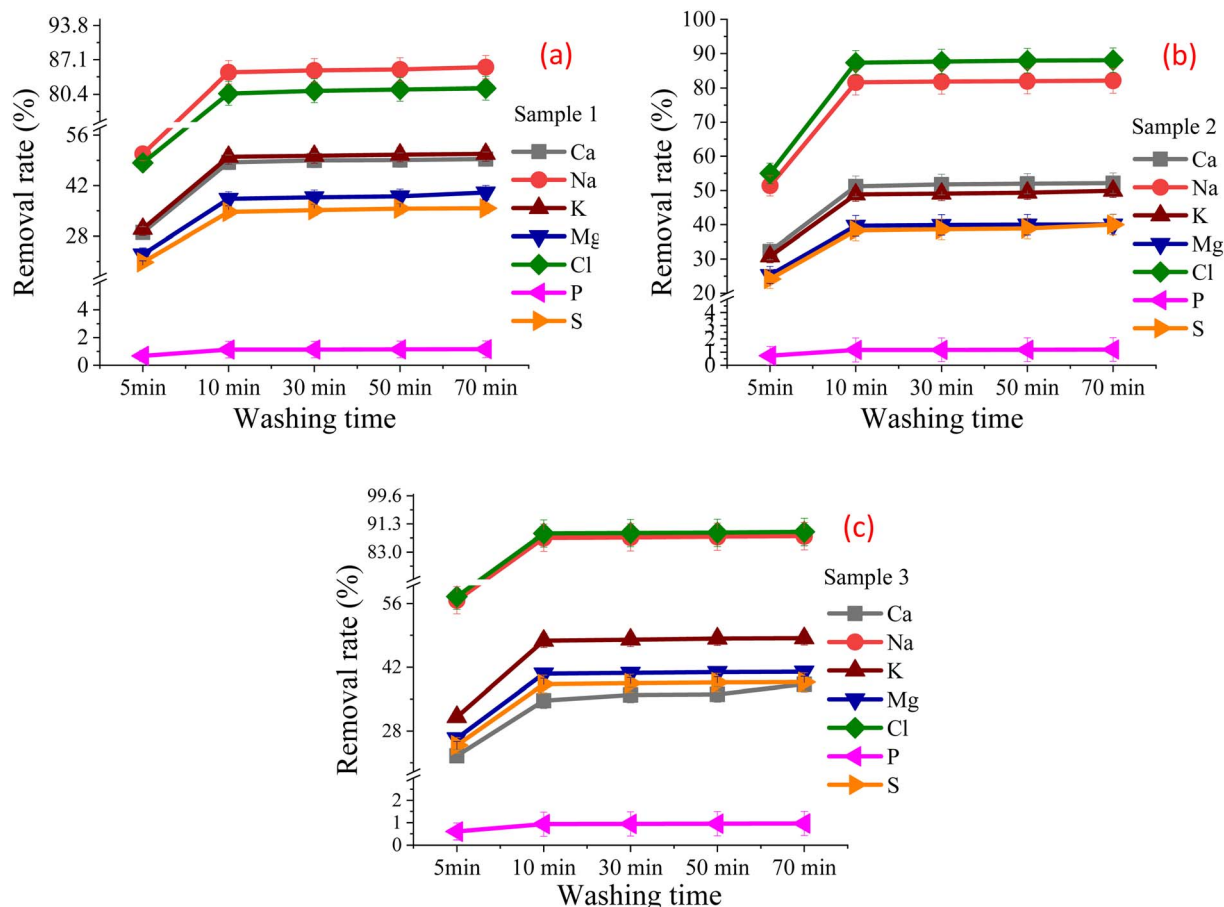 (a)
Removal rate (%)
93.8
87.1
80.4
56
42
28
4
2
0
5min 10 min 30 min 50 min 70 min
Washing time
Sample 1
Ca
Na
K
Mg
Cl
P
S
(b)
Removal rate (%)
100
90
80
70
60
50
40
30
20
4
3
2
1
0
5min 10 min 30 min 50 min 70 min
Washing time
Sample 2
Ca
Na
K
Mg
Cl
P
S
(c)
Removal rate (%)
99.6
91.3
83.0
56
42
28
2
1
0
5min 10 min 30 min 50 min 70 min
Washing time
Sample 3
Ca
Na
K
Mg
Cl
P
S